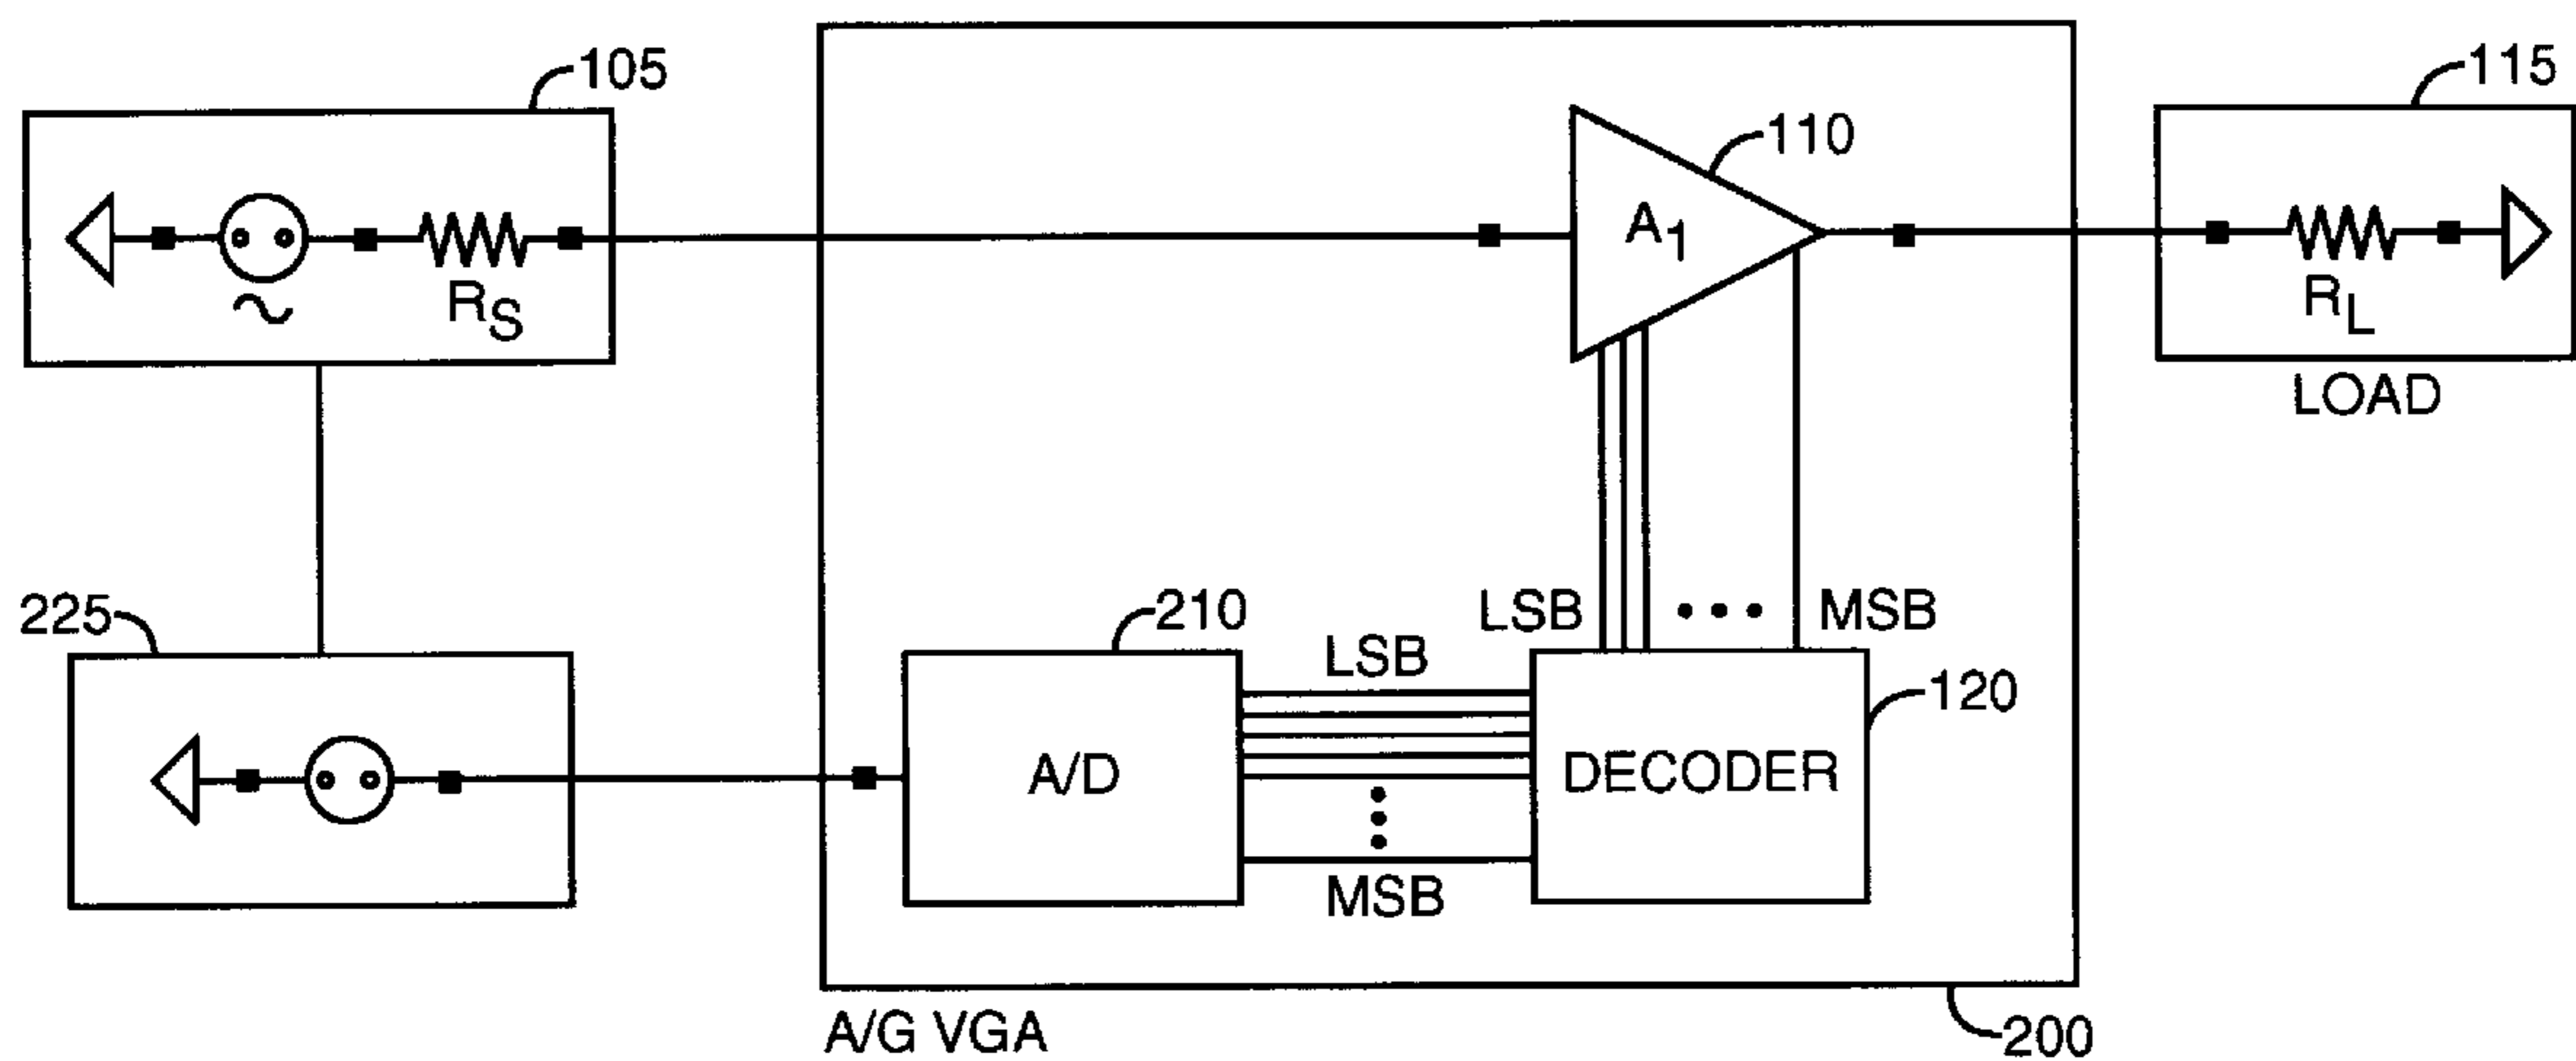 105
115
110
A1
RS
RL
LOAD
225
210
LSB
MSB
LSB
120
A/D
DECODER
MSB
A/G VGA
200